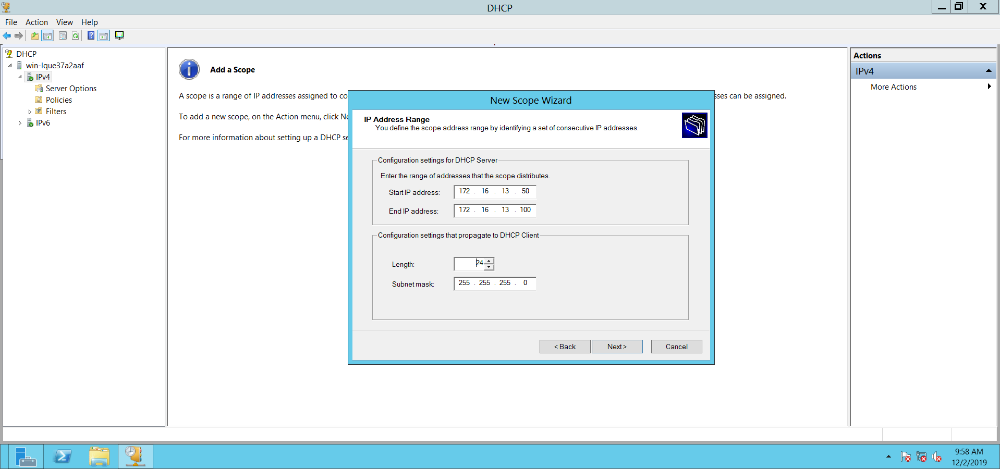 DHCP
File Action View Help
DHCP
win-lque37a2aaf
IPv4
Server Options
Policies
Filters
IPv6
Add a Scope
A scope is a range of IP addresses assigned to co
sses can be assigned.
To add a new scope, on the Action menu, click Ne
For more information about setting up a DHCP se
New Scope Wizard
IP Address Range
You define the scope address range by identifying a set of consecutive IP addresses.
Configuration settings for DHCP Server
Enter the range of addresses that the scope distributes.
Start IP address: 172 . 16 . 13 . 50
End IP address: 172 . 16 . 13 . 100
Configuration settings that propagate to DHCP Client
Length: 24
Subnet mask: 255 . 255 . 255 . 0
< Back Next > Cancel
Actions
IPv4
More Actions
9:58 AM
12/2/2019